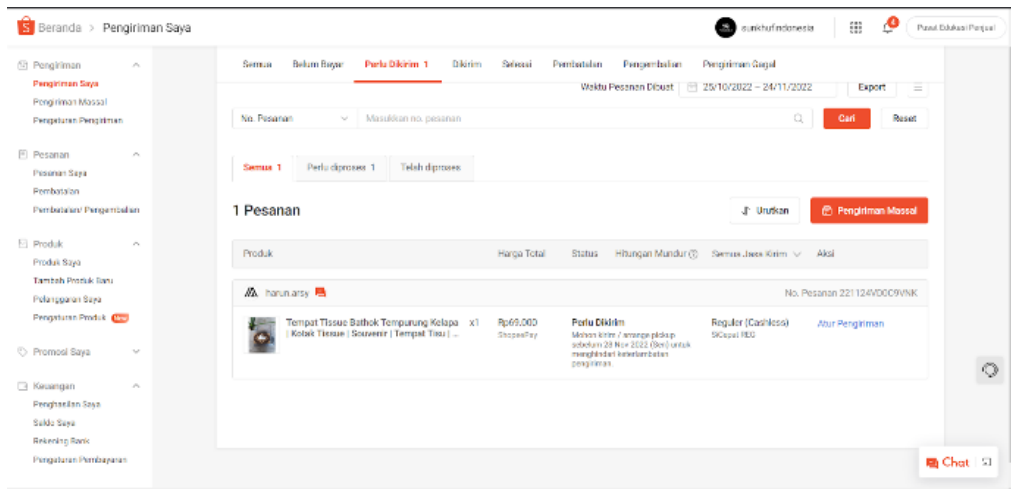 Beranda > Pengiriman Saya
sunkhufindonesia
4
Pusat Edukasi Penjual
Pengiriman
Pengiriman Saya
Pengiriman Massal
Pengaturan Pengiriman
Pesanan
Pesanan Saya
Pembatalan
Pembatalan/ Pengembalian
Produk
Produk Saya
Tambah Produk Baru
Pelanggaran Saya
Pengaturan Produk New
Promosi Saya
Keuangan
Penghasilan Saya
Saldo Saya
Rekening Bank
Pengaturan Pembayaran
Semua Belum Bayar Perlu Dikirim 1 Dikirim Selesai Pembatalan Pengembalian Pengiriman Gagal
Waktu Pesanan Dibuat 25/10/2022 – 24/11/2022 Export
No. Pesanan Masukkan no. pesanan Cari Reset
Semua 1 Perlu diproses 1 Telah diproses
1 Pesanan Urutkan Pengiriman Massal
Produk Harga Total Status Hitungan Mundur Semua Jasa Kirim Aksi
harun.arsy No. Pesanan 221124VD0C9VNK
Tempat Tissue Bathok Tempurung Kelapa x1 Rp69.000 Perlu Dikirim Reguler (Cashless) Atur Pengiriman
| Kotak Tissue | Souvenir | Tempat Tisu | ... ShopeePay Mohon kirim / arrange pickup SiCepat REG
sebelum 28 Nov 2022 (Sen) untuk
menghindari keterlambatan
pengiriman.
Chat